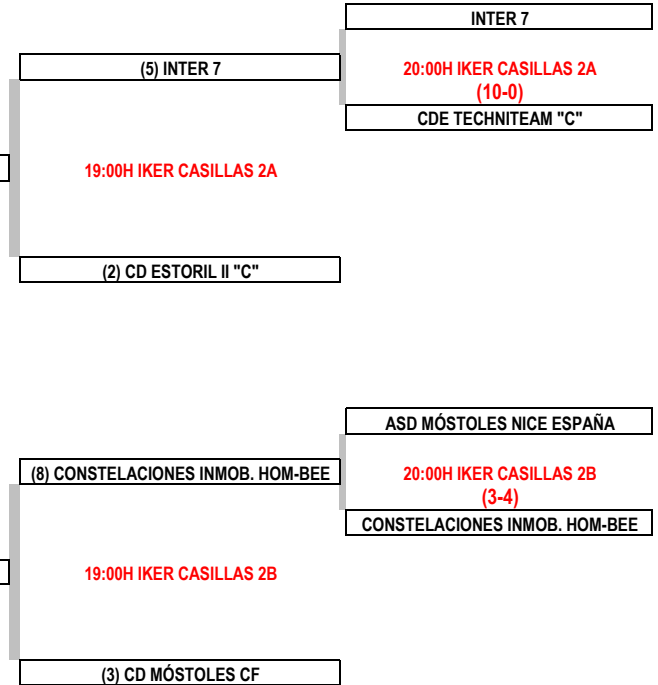 INTER 7
(5) INTER 7
20:00H IKER CASILLAS 2A
(10-0)
CDE TECHNITEAM "C"
19:00H IKER CASILLAS 2A
(2) CD ESTORIL II "C"
ASD MÓSTOLES NICE ESPAÑA
(8) CONSTELACIONES INMOB. HOM-BEE
20:00H IKER CASILLAS 2B
(3-4)
CONSTELACIONES INMOB. HOM-BEE
19:00H IKER CASILLAS 2B
(3) CD MÓSTOLES CF